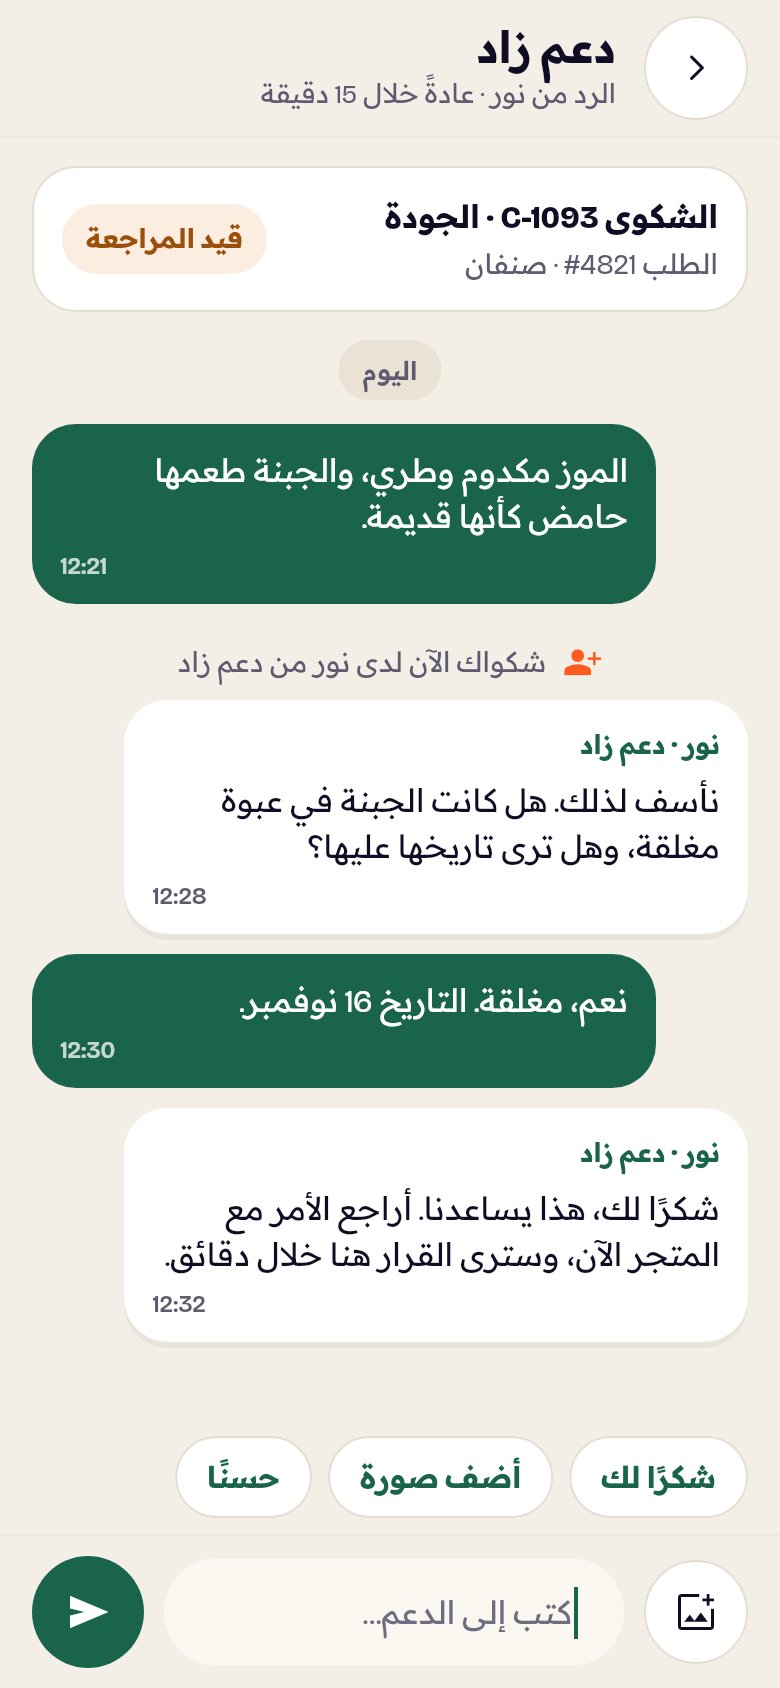 دعم زاد
الرد من نور · عادةً خلال 15 دقيقة
الشكوى C-1093 · الجودة
الطلب #4821 · صنفان
قيد المراجعة
اليوم
الموز مكدوم وطري، والجبنة طعمها
حامض كأنها قديمة.
12:21
شكواك الآن لدى نور من دعم زاد
نور · دعم زاد
نأسف لذلك. هل كانت الجبنة في عبوة
مغلقة، وهل ترى تاريخها عليها؟
12:28
نعم، مغلقة. التاريخ 16 نوفمبر.
12:30
نور · دعم زاد
شكرًا لك، هذا يساعدنا. أراجع الأمر مع
المتجر الآن، وسترى القرار هنا خلال دقائق.
12:32
شكرًا لك
أضف صورة
حسنًا
كتب إلى الدعم...